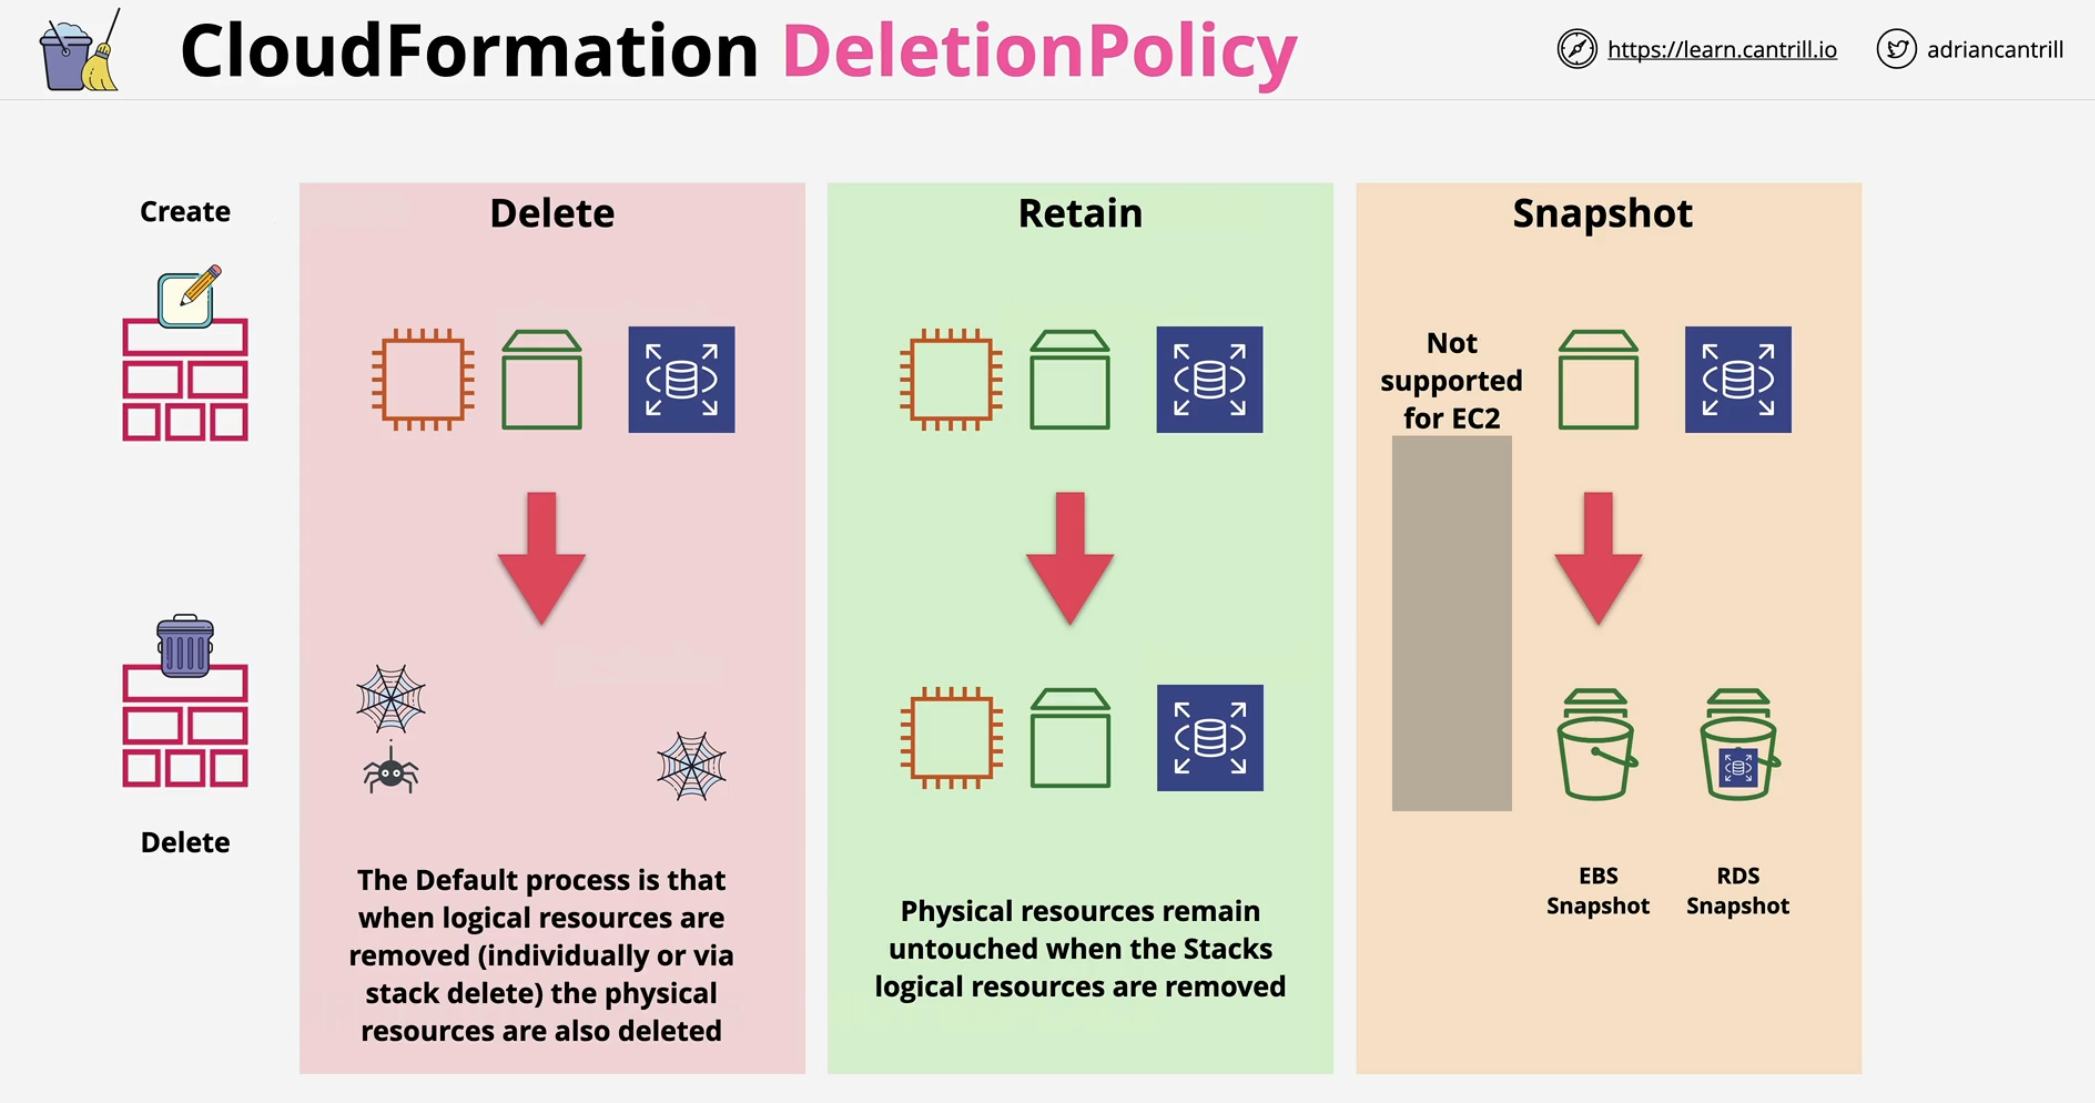 CloudFormation DeletionPolicy
https://learn.cantrill.io
adriancantrill
Create
Delete
Delete
The Default process is that
when logical resources are
removed (individually or via
stack delete) the physical
resources are also deleted
Retain
Physical resources remain
untouched when the Stacks
logical resources are removed
Snapshot
Not
supported
for EC2
EBS
Snapshot
RDS
Snapshot